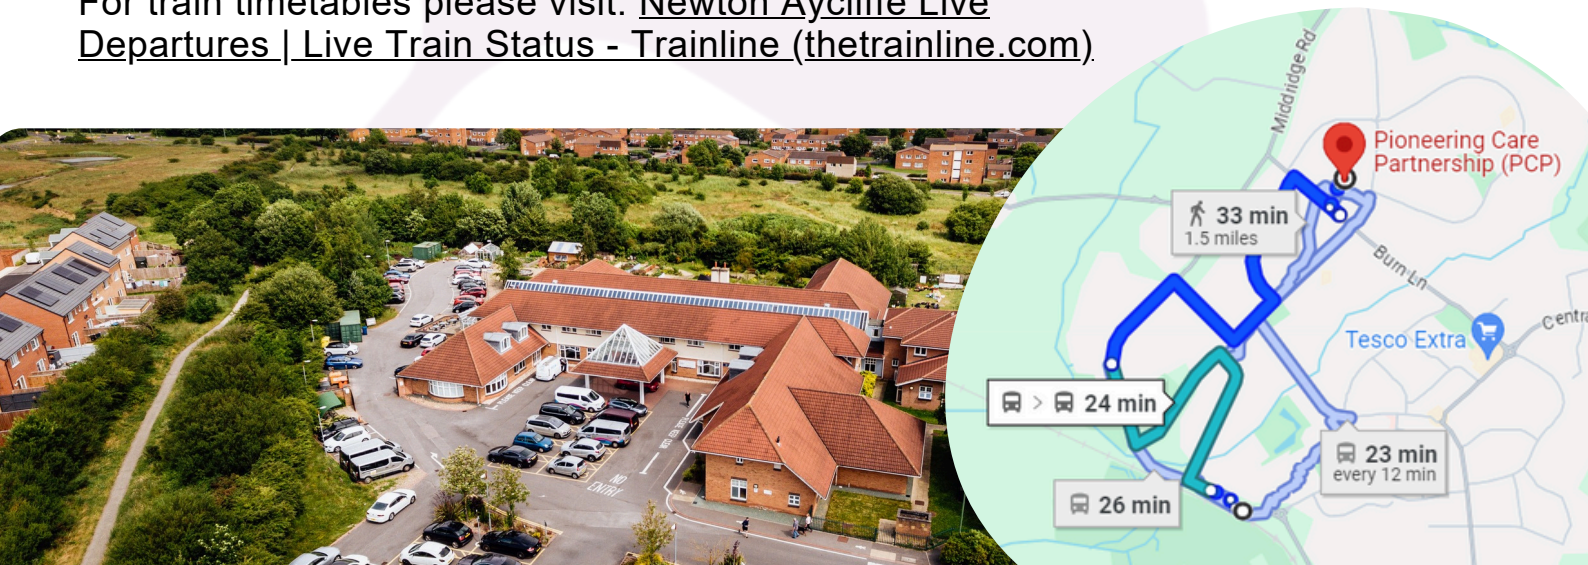 For train timetables please visit: Newton Aycliffe Live
Departures | Live Train Status - Trainline (thetrainline.com)
Middridge Rd
Pioneering Care
Partnership (PCP)
33 min
1.5 miles
Burn Ln
Tesco Extra
24 min
23 min
every 12 min
26 min
NO
ENTRY